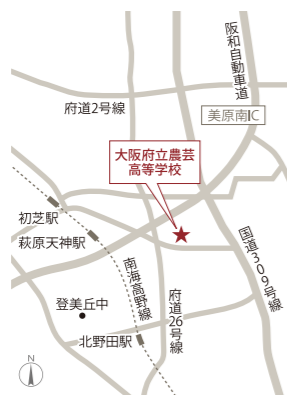 阪和自動車道
府道2号線
美原南IC
大阪府立農芸
高等学校
初芝駅
萩原天神駅
国道309号線
南海高野線
府道26号線
登美丘中
北野田駅
N